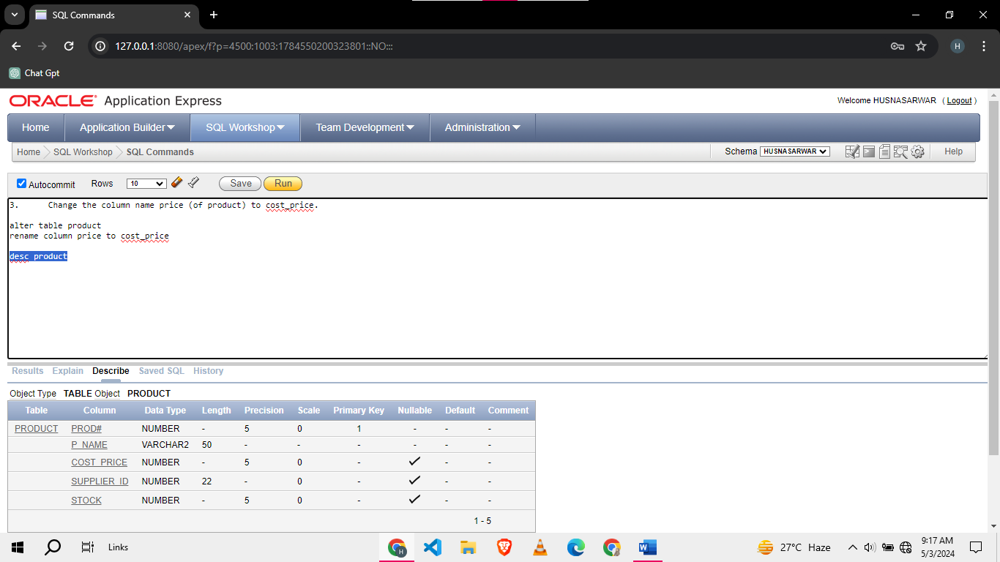 SQL Commands
127.0.0.1:8080/apex/f?p=4500:1003:1784550200323801::NO:::
H
Chat Gpt
ORACLE Application Express
Welcome HUSNASARWAR ( Logout )
Home Application Builder SQL Workshop Team Development Administration
Home SQL Workshop SQL Commands Schema HUSNASARWAR Help
Autocommit Rows 10 Save Run
3. Change the column name price (of product) to cost_price.
alter table product
rename column price to cost_price
desc product
Results Explain Describe Saved SQL History
Object Type TABLE Object PRODUCT
Table Column Data Type Length Precision Scale Primary Key Nullable Default Comment
PRODUCT PROD# NUMBER - 5 0 1 - - -
P_NAME VARCHAR2 50 - - - - - -
COST_PRICE NUMBER - 5 0 - ✓ - -
SUPPLIER_ID NUMBER 22 - 0 - ✓ - -
STOCK NUMBER - 5 0 - ✓ - -
1 - 5
Links 27°C Haze 9:17 AM
5/3/2024